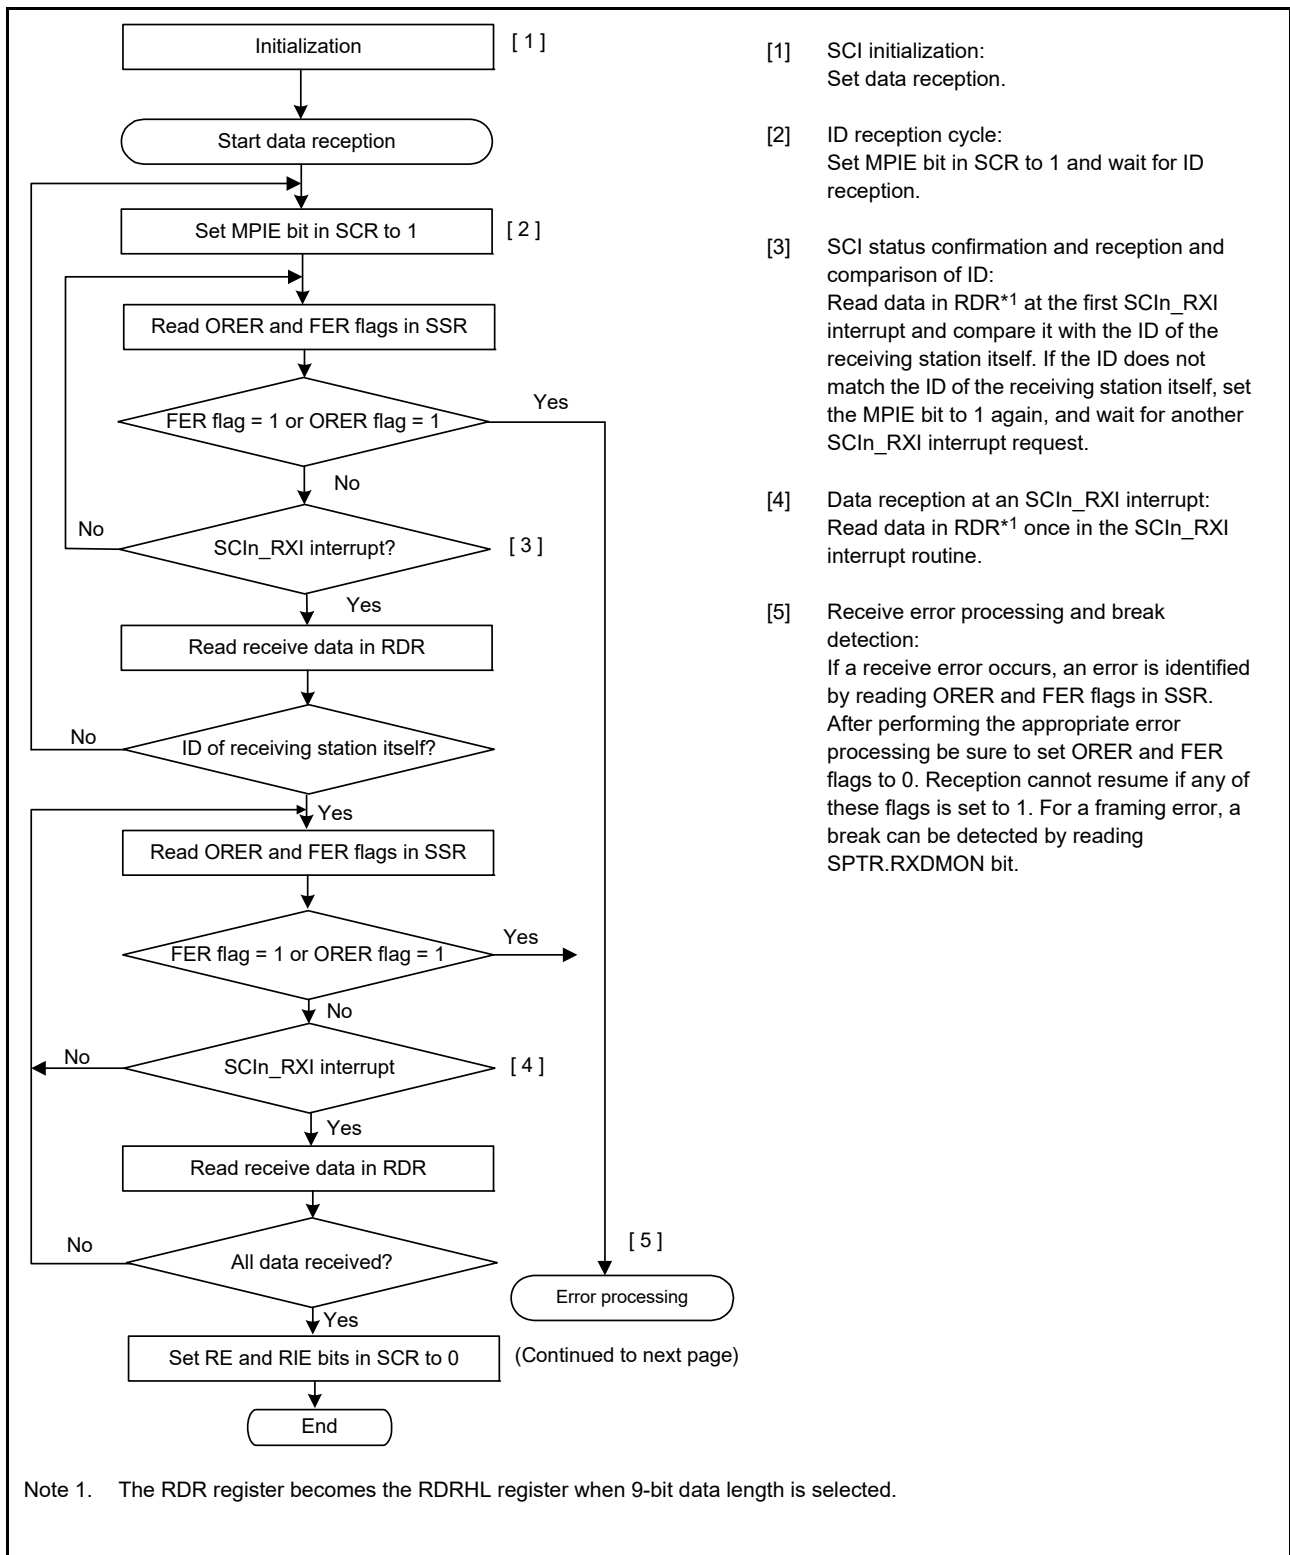 Initialization
[ 1 ]
Start data reception
Set MPIE bit in SCR to 1
[ 2 ]
Read ORER and FER flags in SSR
FER flag = 1 or ORER flag = 1
Yes
No
No
SCIn_RXI interrupt?
[ 3 ]
Yes
Read receive data in RDR
No
ID of receiving station itself?
Yes
Read ORER and FER flags in SSR
FER flag = 1 or ORER flag = 1
Yes
No
No
SCIn_RXI interrupt
[ 4 ]
Yes
Read receive data in RDR
No
All data received?
[ 5 ]
Error processing
Yes
Set RE and RIE bits in SCR to 0
(Continued to next page)
End
[1] SCI initialization:
Set data reception.
[2] ID reception cycle:
Set MPIE bit in SCR to 1 and wait for ID
reception.
[3] SCI status confirmation and reception and
comparison of ID:
Read data in RDR*1 at the first SCIn_RXI
interrupt and compare it with the ID of the
receiving station itself. If the ID does not
match the ID of the receiving station itself, set
the MPIE bit to 1 again, and wait for another
SCIn_RXI interrupt request.
[4] Data reception at an SCIn_RXI interrupt:
Read data in RDR*1 once in the SCIn_RXI
interrupt routine.
[5] Receive error processing and break
detection:
If a receive error occurs, an error is identified
by reading ORER and FER flags in SSR.
After performing the appropriate error
processing be sure to set ORER and FER
flags to 0. Reception cannot resume if any of
these flags is set to 1. For a framing error, a
break can be detected by reading
SPTR.RXDMON bit.
Note 1. The RDR register becomes the RDRHL register when 9-bit data length is selected.